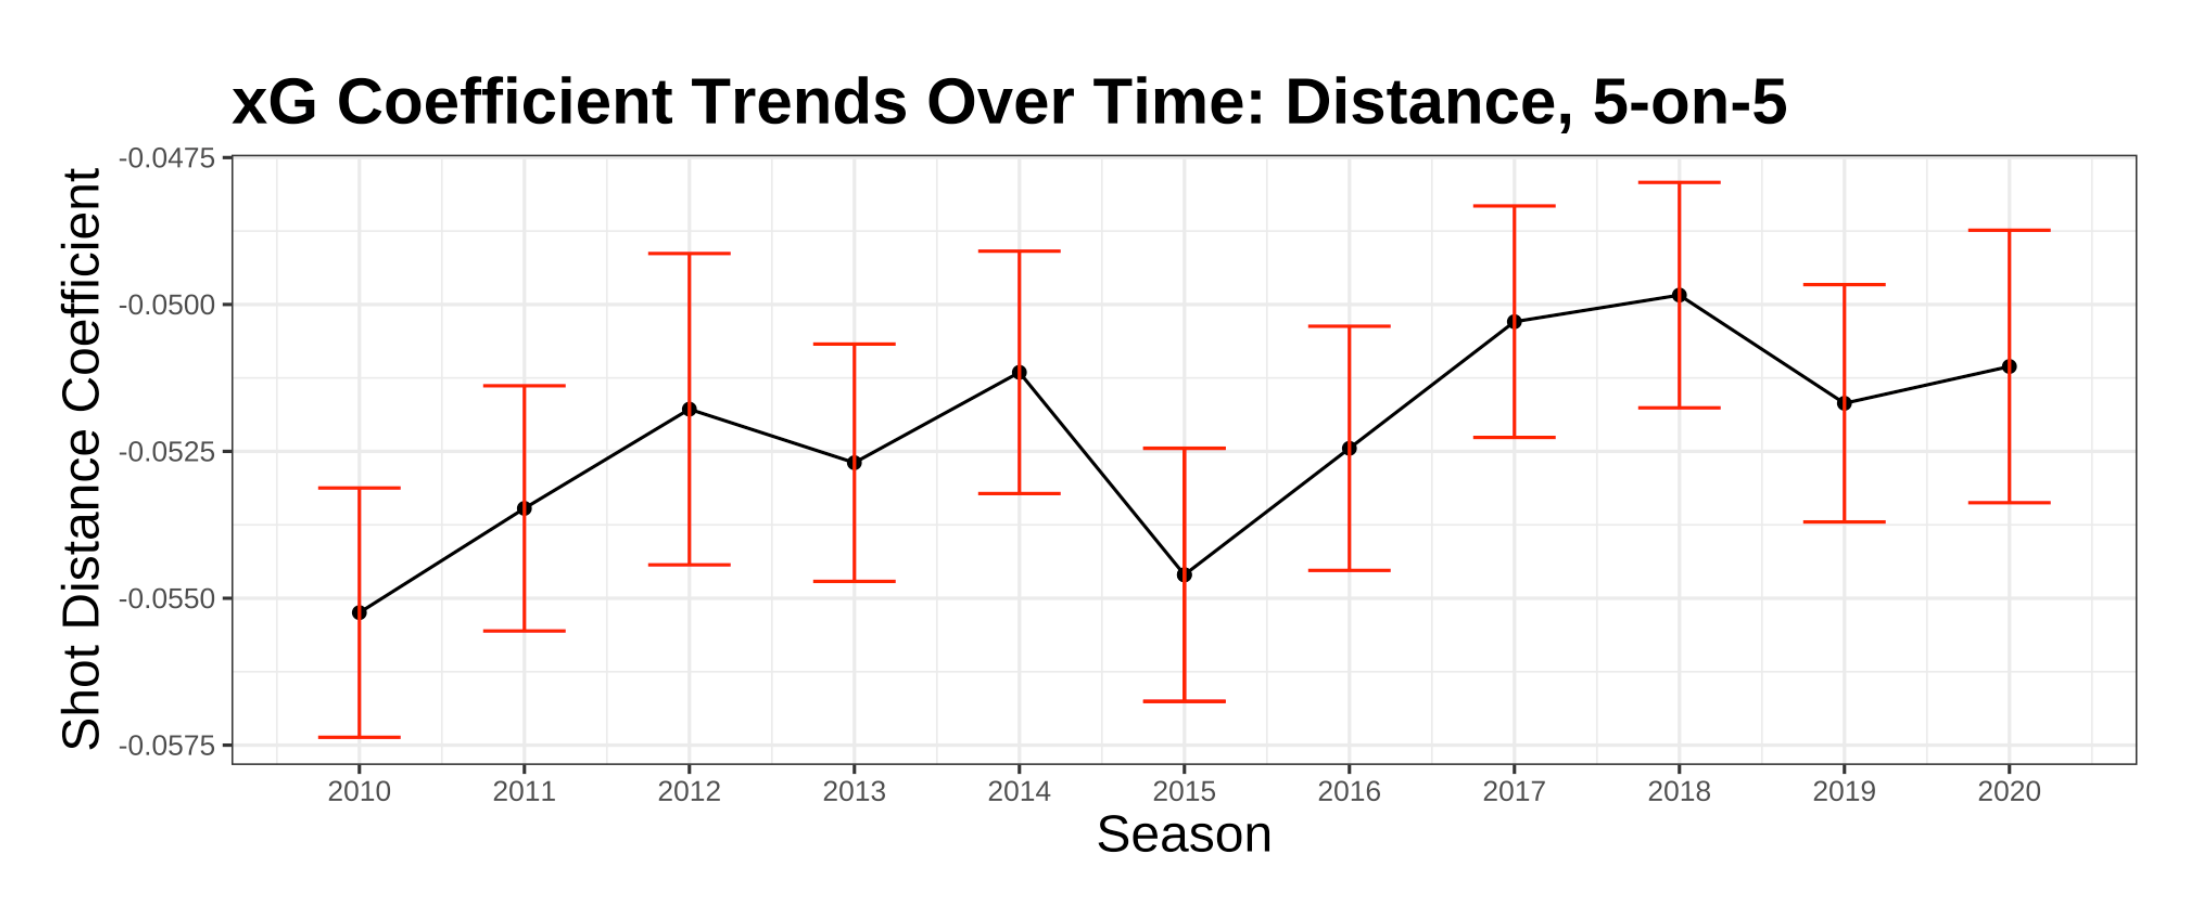 xG Coefficient Trends Over Time: Distance, 5-on-5
Shot Distance Coefficient
-0.0475
-0.0500
-0.0525
-0.0550
-0.0575
2010 2011 2012 2013 2014 2015 2016 2017 2018 2019 2020
Season